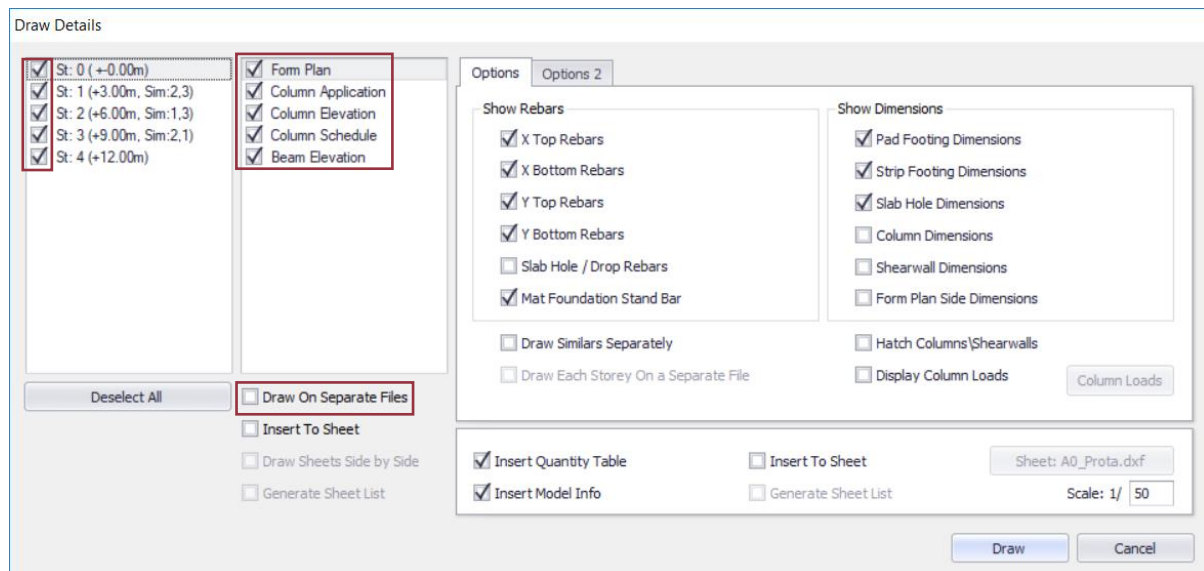 Draw Details
St: 0 ( +-0.00m)
St: 1 (+3.00m, Sim:2,3)
St: 2 (+6.00m, Sim:1,3)
St: 3 (+9.00m, Sim:2,1)
St: 4 (+12.00m)
Deselect All
Form Plan
Column Application
Column Elevation
Column Schedule
Beam Elevation
Draw On Separate Files
Insert To Sheet
Draw Sheets Side by Side
Generate Sheet List
Options
Options 2
Show Rebars
X Top Rebars
X Bottom Rebars
Y Top Rebars
Y Bottom Rebars
Slab Hole / Drop Rebars
Mat Foundation Stand Bar
Draw Similars Separately
Draw Each Storey On a Separate File
Show Dimensions
Pad Footing Dimensions
Strip Footing Dimensions
Slab Hole Dimensions
Column Dimensions
Shearwall Dimensions
Form Plan Side Dimensions
Hatch Columns\Shearwalls
Display Column Loads
Column Loads
Insert Quantity Table
Insert Model Info
Insert To Sheet
Generate Sheet List
Sheet: A0_Prota.dxf
Scale: 1/ 50
Draw
Cancel